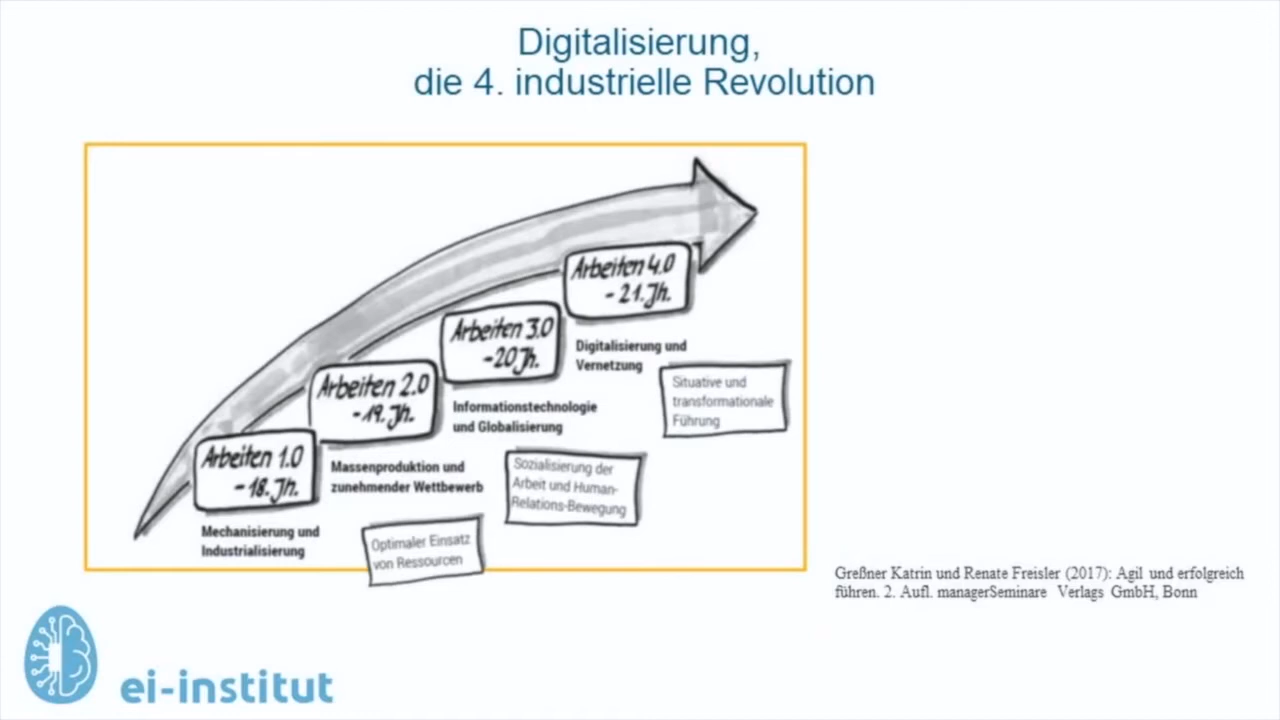 Digitalisierung,
die 4. industrielle Revolution
Arbeiten 1.0
- 18. Jh.
Mechanisierung und
Industrialisierung
Arbeiten 2.0
- 19. Jh.
Massenproduktion und
zunehmender Wettbewerb
Optimaler Einsatz
von Ressourcen
Arbeiten 3.0
- 20 Jh.
Informationstechnologie
und Globalisierung
Sozialisierung der
Arbeit und Human-
Relations-Bewegung
Arbeiten 4.0
- 21. Jh.
Digitalisierung und
Vernetzung
Situative und
transformationale
Führung
Greßner Katrin und Renate Freisler (2017): Agil und erfolgreich
führen. 2. Aufl. managerSeminare Verlags GmbH, Bonn
ei-institut